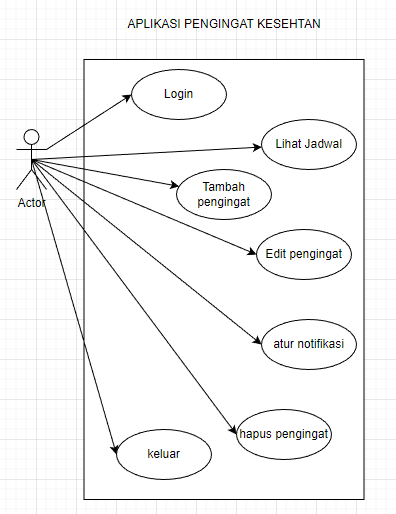 APLIKASI PENGINGAT KESEHTAN
Login
Lihat Jadwal
Tambah
pengingat
Actor
Edit pengingat
atur notifikasi
hapus pengingat
keluar